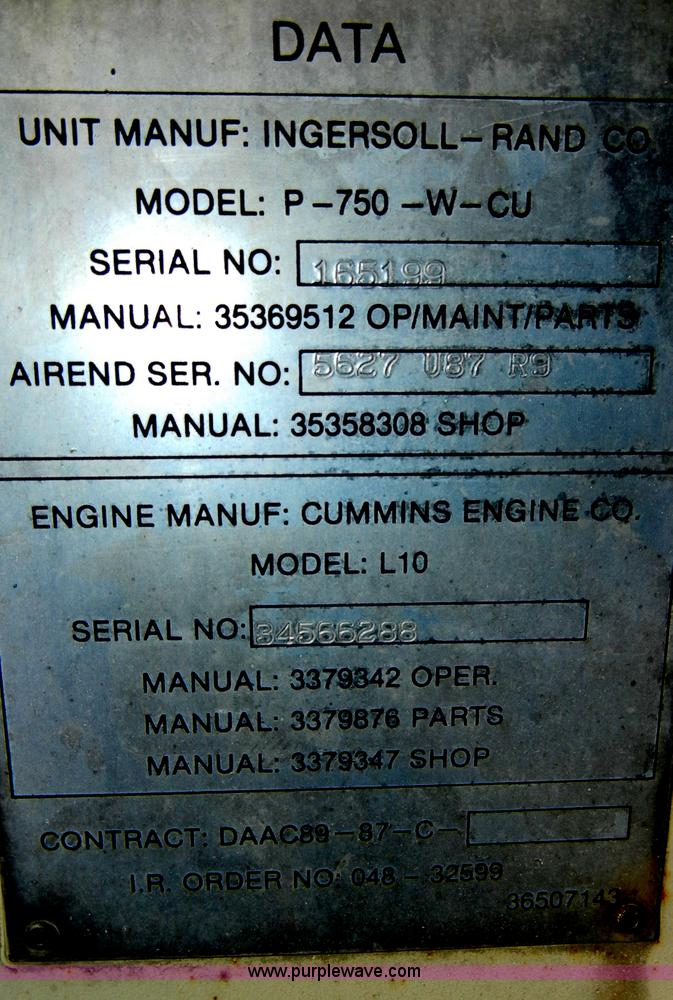 DATA
UNIT MANUF: INGERSOLL-RAND CO.
MODEL: P-750-W-CU
SERIAL NO: 165199
MANUAL: 35369512 OP/MAINT/PARTS
AIREND SER. NO: 5627 U87 R9
MANUAL: 35358308 SHOP
ENGINE MANUF: CUMMINS ENGINE CO.
MODEL: L10
SERIAL NO: 34566288
MANUAL: 3379342 OPER.
MANUAL: 3379876 PARTS
MANUAL: 3379347 SHOP
CONTRACT: DAAC89-87-C-
I.R. ORDER NO: 048-32599
36507143
www.purplewave.com